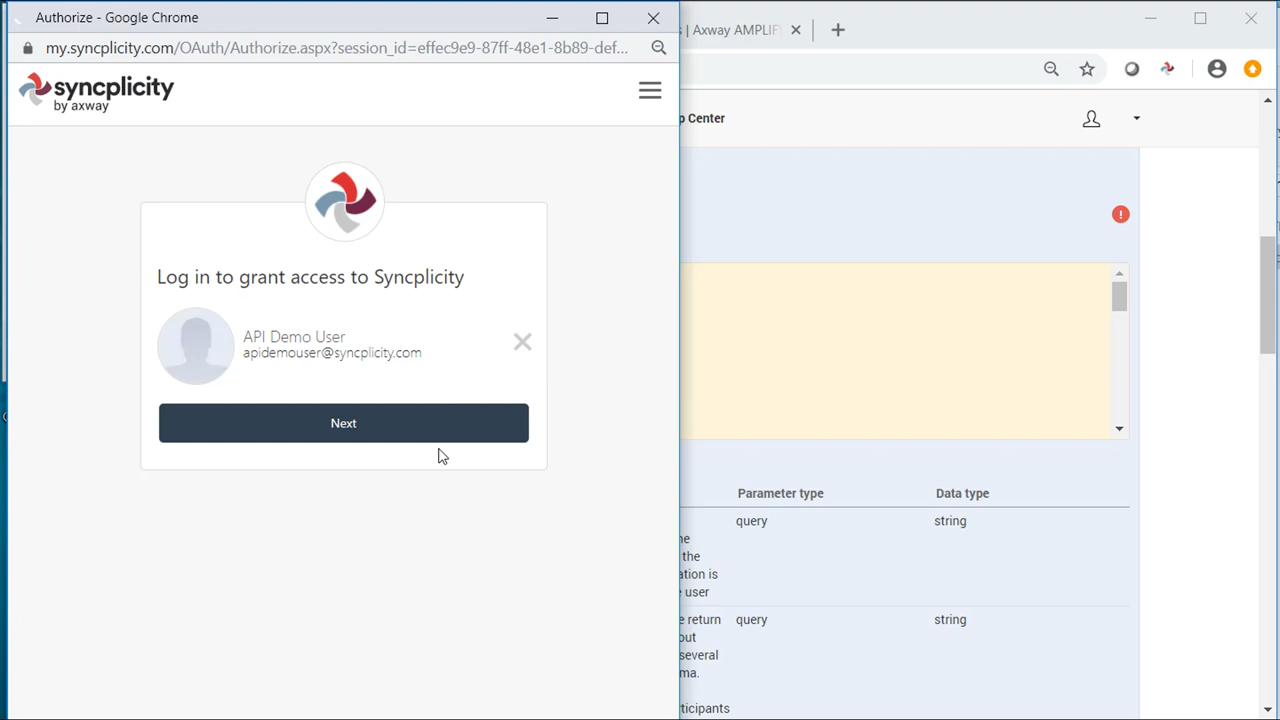 Authorize - Google Chrome
my.syncplicity.com/OAuth/Authorize.aspx?session_id=effec9e9-87ff-48e1-8b89-def...
syncplicity
by axway
Log in to grant access to Syncplicity
API Demo User
apidemouser@syncplicity.com
Next
s | Axway AMPLIF
p Center
Parameter type
Data type
query
string
ne
the
ation is
e user
e return
query
string
out
several
ma.
ticipants